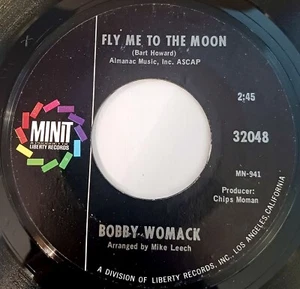 FLY ME TO THE MOON
(Bart Howard)
Almanac Music, Inc. ASCAP
2:45
MINIT
LIBERTY RECORDS
32048
MN-941
Producer:
Chips Moman
BOBBY WOMACK
Arranged by Mike Leech
A DIVISION OF LIBERTY RECORDS, INC., LOS ANGELES, CALIFORNIA